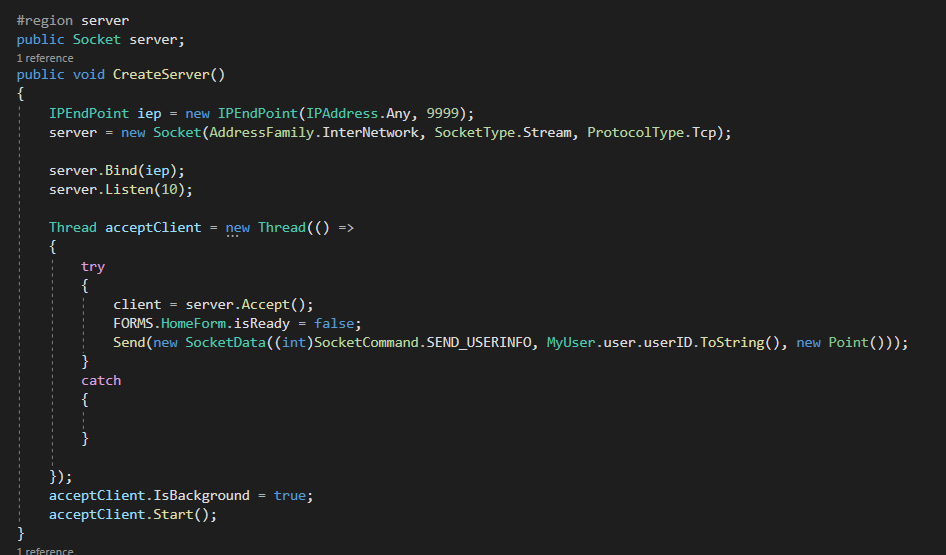 #region server
public Socket server;
1 reference
public void CreateServer()
{
IPEndPoint iep = new IPEndPoint(IPAddress.Any, 9999);
server = new Socket(AddressFamily.InterNetwork, SocketType.Stream, ProtocolType.Tcp);
server.Bind(iep);
server.Listen(10);
Thread acceptClient = new Thread(() =>
{
try
{
client = server.Accept();
FORMS.HomeForm.isReady = false;
Send(new SocketData((int)SocketCommand.SEND_USERINFO, MyUser.user.userID.ToString(), new Point()));
}
catch
{
}
});
acceptClient.IsBackground = true;
acceptClient.Start();
}
1 reference